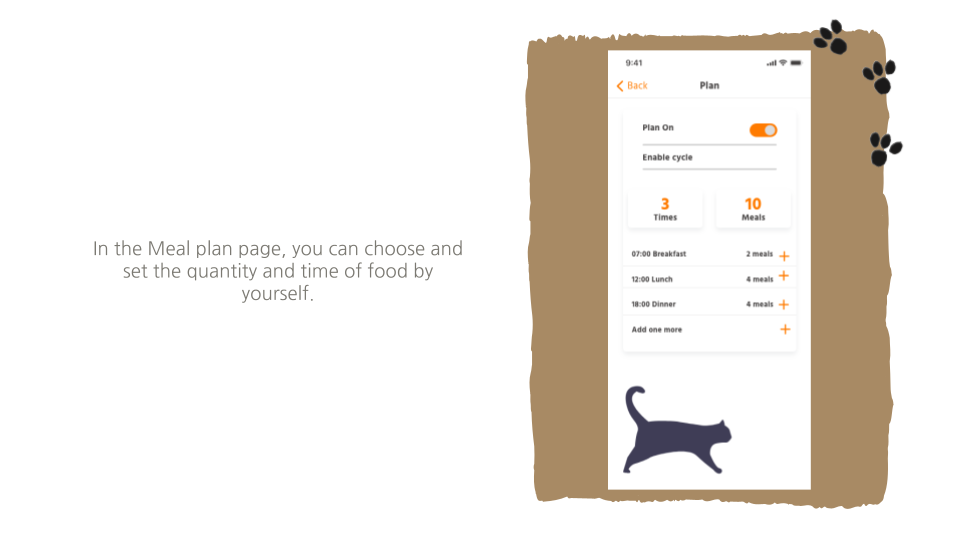 In the Meal plan page, you can choose and
set the quantity and time of food by
yourself.
9:41
Back Plan
Plan On
Enable cycle
3 10
Times Meals
07:00 Breakfast 2 meals +
12:00 Lunch 4 meals +
18:00 Dinner 4 meals +
Add one more +